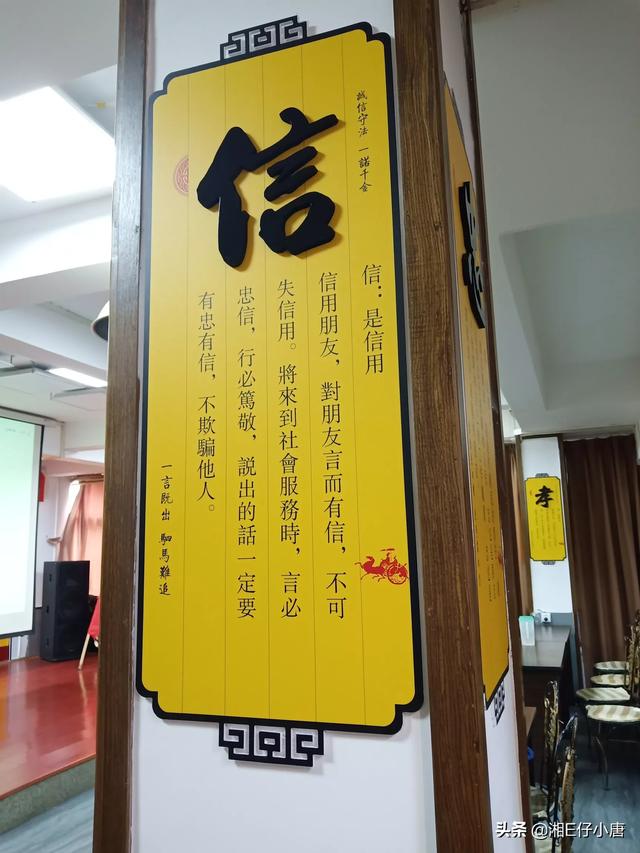 信
誠信守法 一諾千金
信：是信用
信用朋友，對朋友言而有信，不可
失信用。將來到社會服務時，言必
忠信，行必篤敬，説出的話一定要
有忠有信，不欺騙他人。
一言既出 駟馬難追
孝
头条 @湘E仔小唐